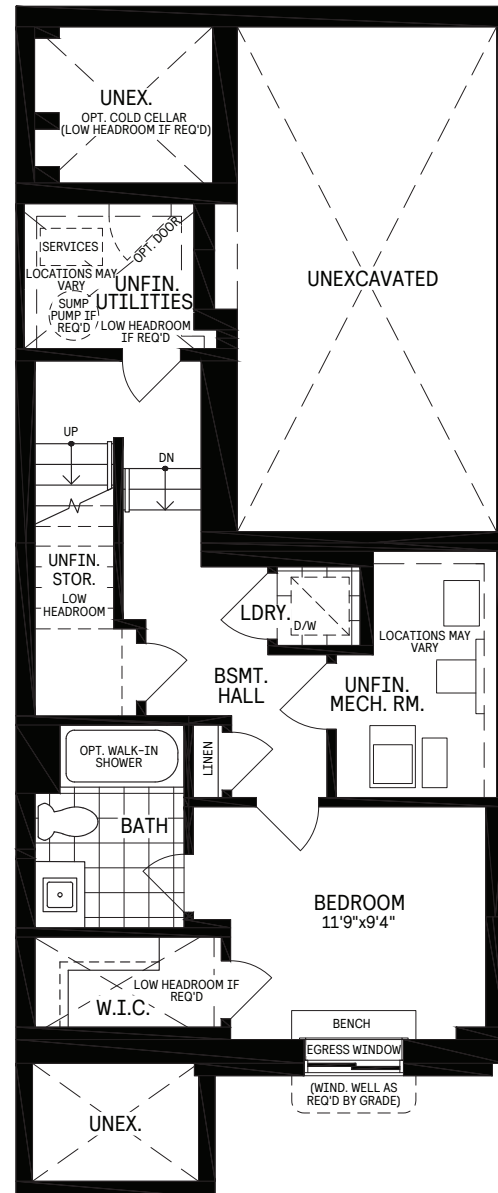 UNEX.
OPT. COLD CELLAR
(LOW HEADROOM IF REQ'D)
UNEXCAVATED
OPT. DOOR
SERVICES
LOCATIONS MAY
VARY
UNFIN.
UTILITIES
SUMP
PUMP IF
REQ'D
LOW HEADROOM
IF REQ'D
UP
DN
UNFIN.
STOR.
LOW
HEADROOM
LDRY.
D/W
LOCATIONS MAY
VARY
BSMT.
HALL
UNFIN.
MECH. RM.
OPT. WALK-IN
SHOWER
LINEN
BATH
BEDROOM
11'9"x9'4"
LOW HEADROOM IF
REQ'D
W.I.C.
BENCH
EGRESS WINDOW
(WIND. WELL AS
REQ'D BY GRADE)
UNEX.